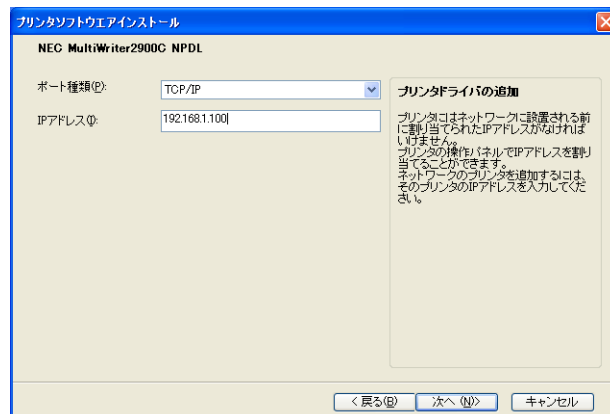 プリンタソフトウエアインストール
NEC MultiWriter2900C NPDL
ポート種類(P):
TCP/IP
IPアドレス(I):
192.168.1.100
プリンタドライバの追加
プリンタにはネットワークに設置される前
に割り当てられたIPアドレスがなければ
いけません。
プリンタの操作パネルでIPアドレスを割り
当てることができます。
ネットワークのプリンタを追加するには、
そのプリンタのIPアドレスを入力してくだ
さい。
< 戻る(B)
次へ (N)>
キャンセル